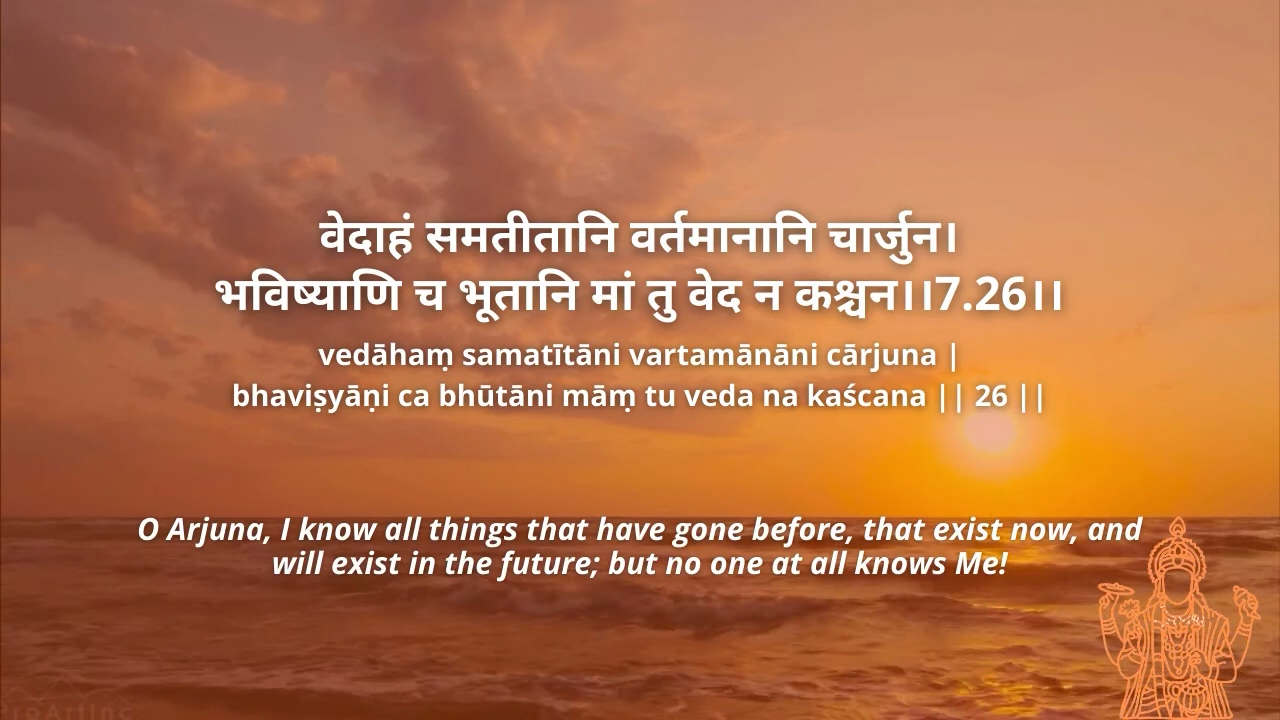 वेदाहं समतीतानि वर्तमानानि चार्जुन।
भविष्याणि च भूतानि मां तु वेद न कश्चन।।7.26।।
vedāhaṃ samatītāni vartamānāni cārjuna |
bhaviṣyāṇi ca bhūtāni māṃ tu veda na kaścana || 26 ||
O Arjuna, I know all things that have gone before, that exist now, and
will exist in the future; but no one at all knows Me!
ProArtInc